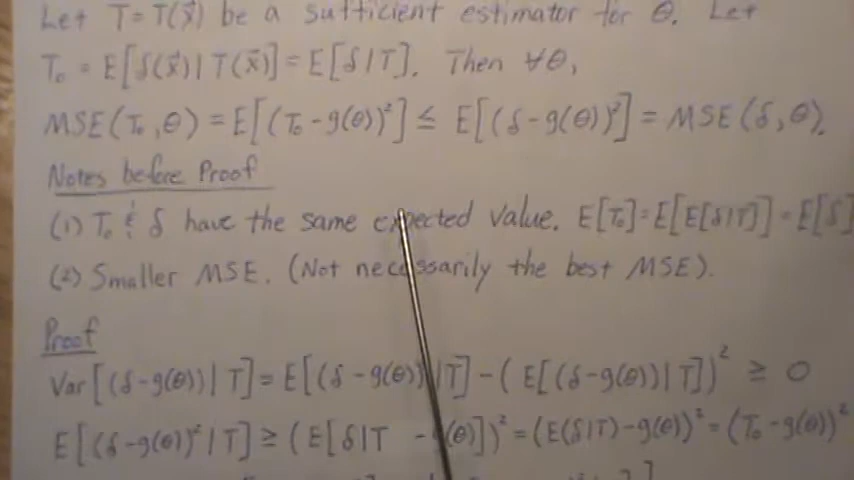 Let T = T(x⃗) be a sufficient estimator for θ. Let
T₀ = E[δ(x⃗) | T(x⃗)] = E[δ|T]. Then ∀θ,
MSE(T₀, θ) = E[(T₀ - g(θ))²] ≤ E[(δ - g(θ))²] = MSE(δ, θ).
Notes before Proof
(1) T₀ & δ have the same expected value. E[T₀] = E[E[δ|T]] = E[δ]
(2) Smaller MSE. (Not necessarily the best MSE).
Proof
Var[(δ - g(θ)) | T] = E[(δ - g(θ)) |T] - ( E[(δ - g(θ)) | T])² ≥ 0
E[(δ - g(θ))² | T] ≥ (E[δ|T - g(θ)])² = (E(δ|T) - g(θ))² = (T₀ - g(θ))²